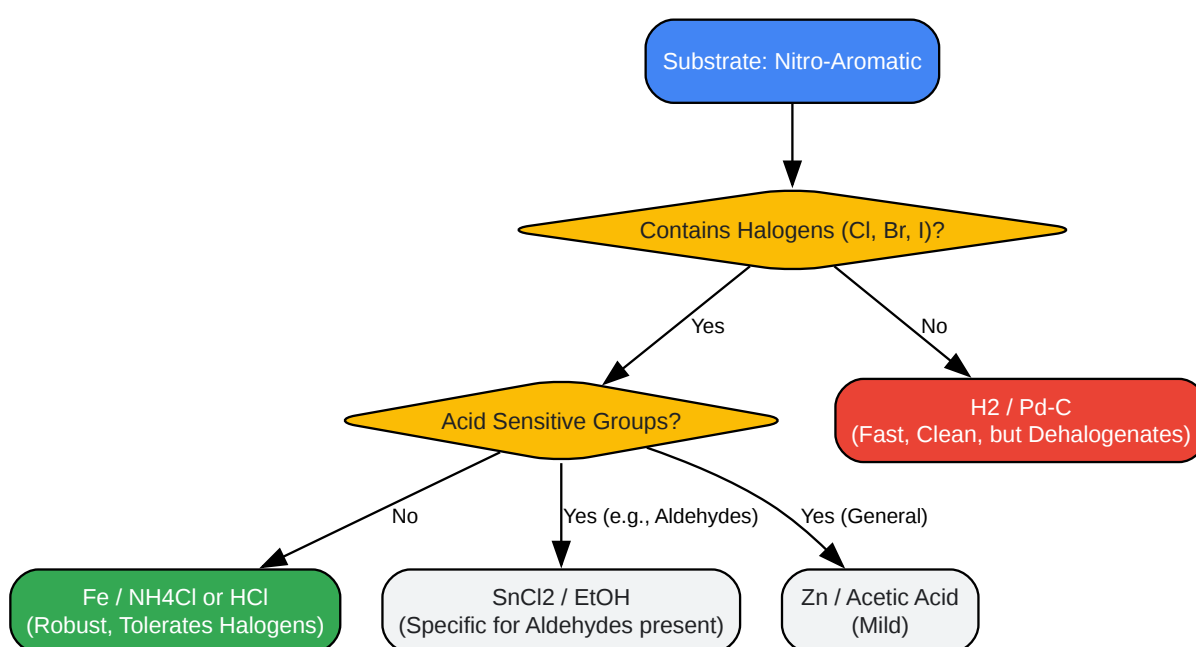 Substrate: Nitro-Aromatic
Contains Halogens (Cl, Br, I)?
Yes
No
Acid Sensitive Groups?
H2 / Pd-C
(Fast, Clean, but Dehalogenates)
No
Yes (e.g., Aldehydes)
Yes (General)
Fe / NH4Cl or HCl
(Robust, Tolerates Halogens)
SnCl2 / EtOH
(Specific for Aldehydes present)
Zn / Acetic Acid
(Mild)